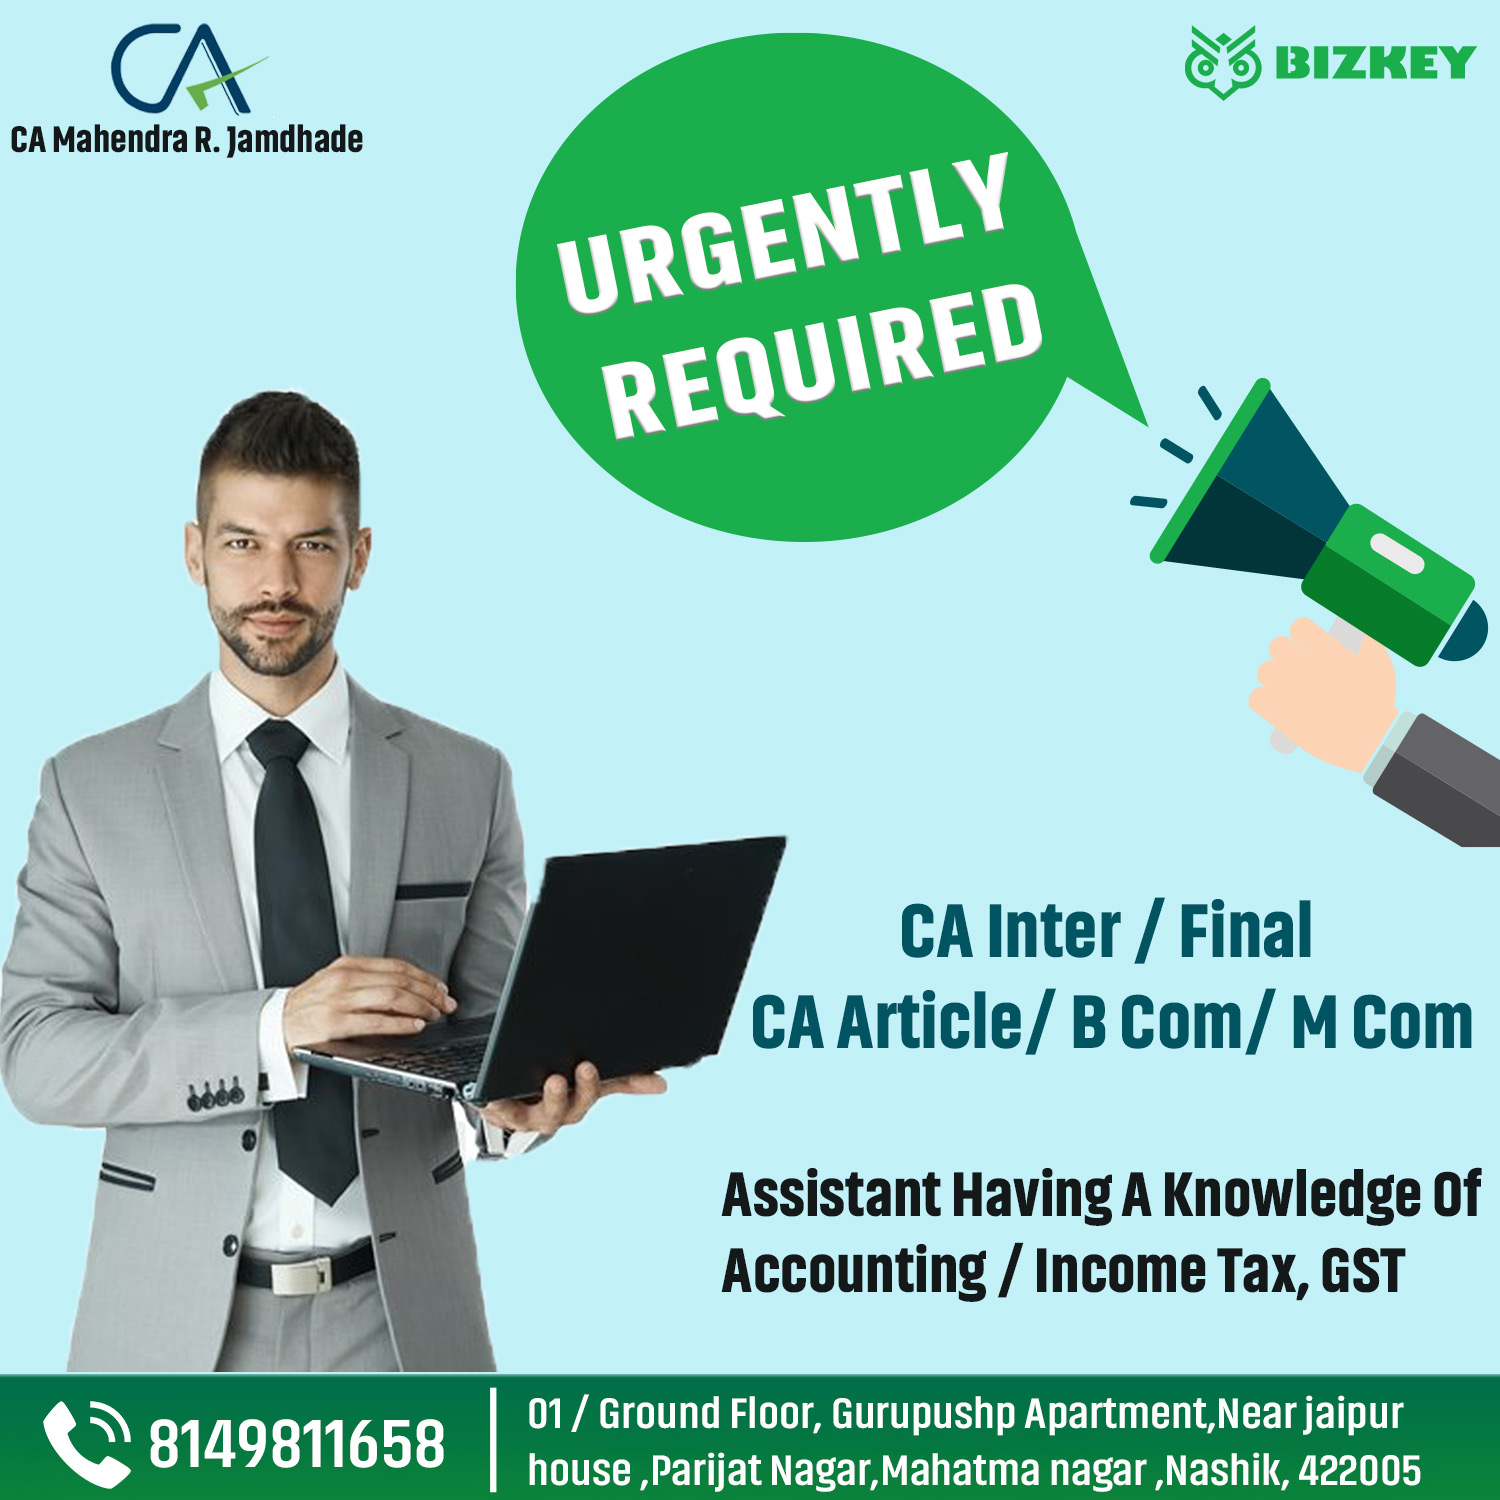 CA
CA Mahendra R. Jamdhade
BIZKEY
URGENTLY
REQUIRED
CA Inter / Final
CA Article/ B Com/ M Com
Assistant Having A Knowledge Of
Accounting / Income Tax, GST
8149811658
01 / Ground Floor, Gurupushp Apartment,Near jaipur
house ,Parijat Nagar,Mahatma nagar ,Nashik, 422005